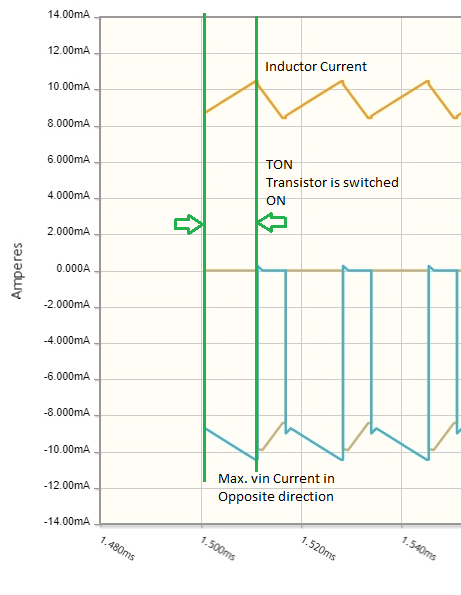 14.00mA
12.00mA
Inductor Current
10.00mA
8.000mA
6.000mA
TON
Transistor is switched
ON
4.000mA
2.000mA
Amperes
0.000A
-2.000mA
-4.000mA
-6.000mA
-8.000mA
-10.00mA
Max. vin Current in
Opposite direction
-12.00mA
-14.00mA
1.480ms
1.500ms
1.520ms
1.540ms